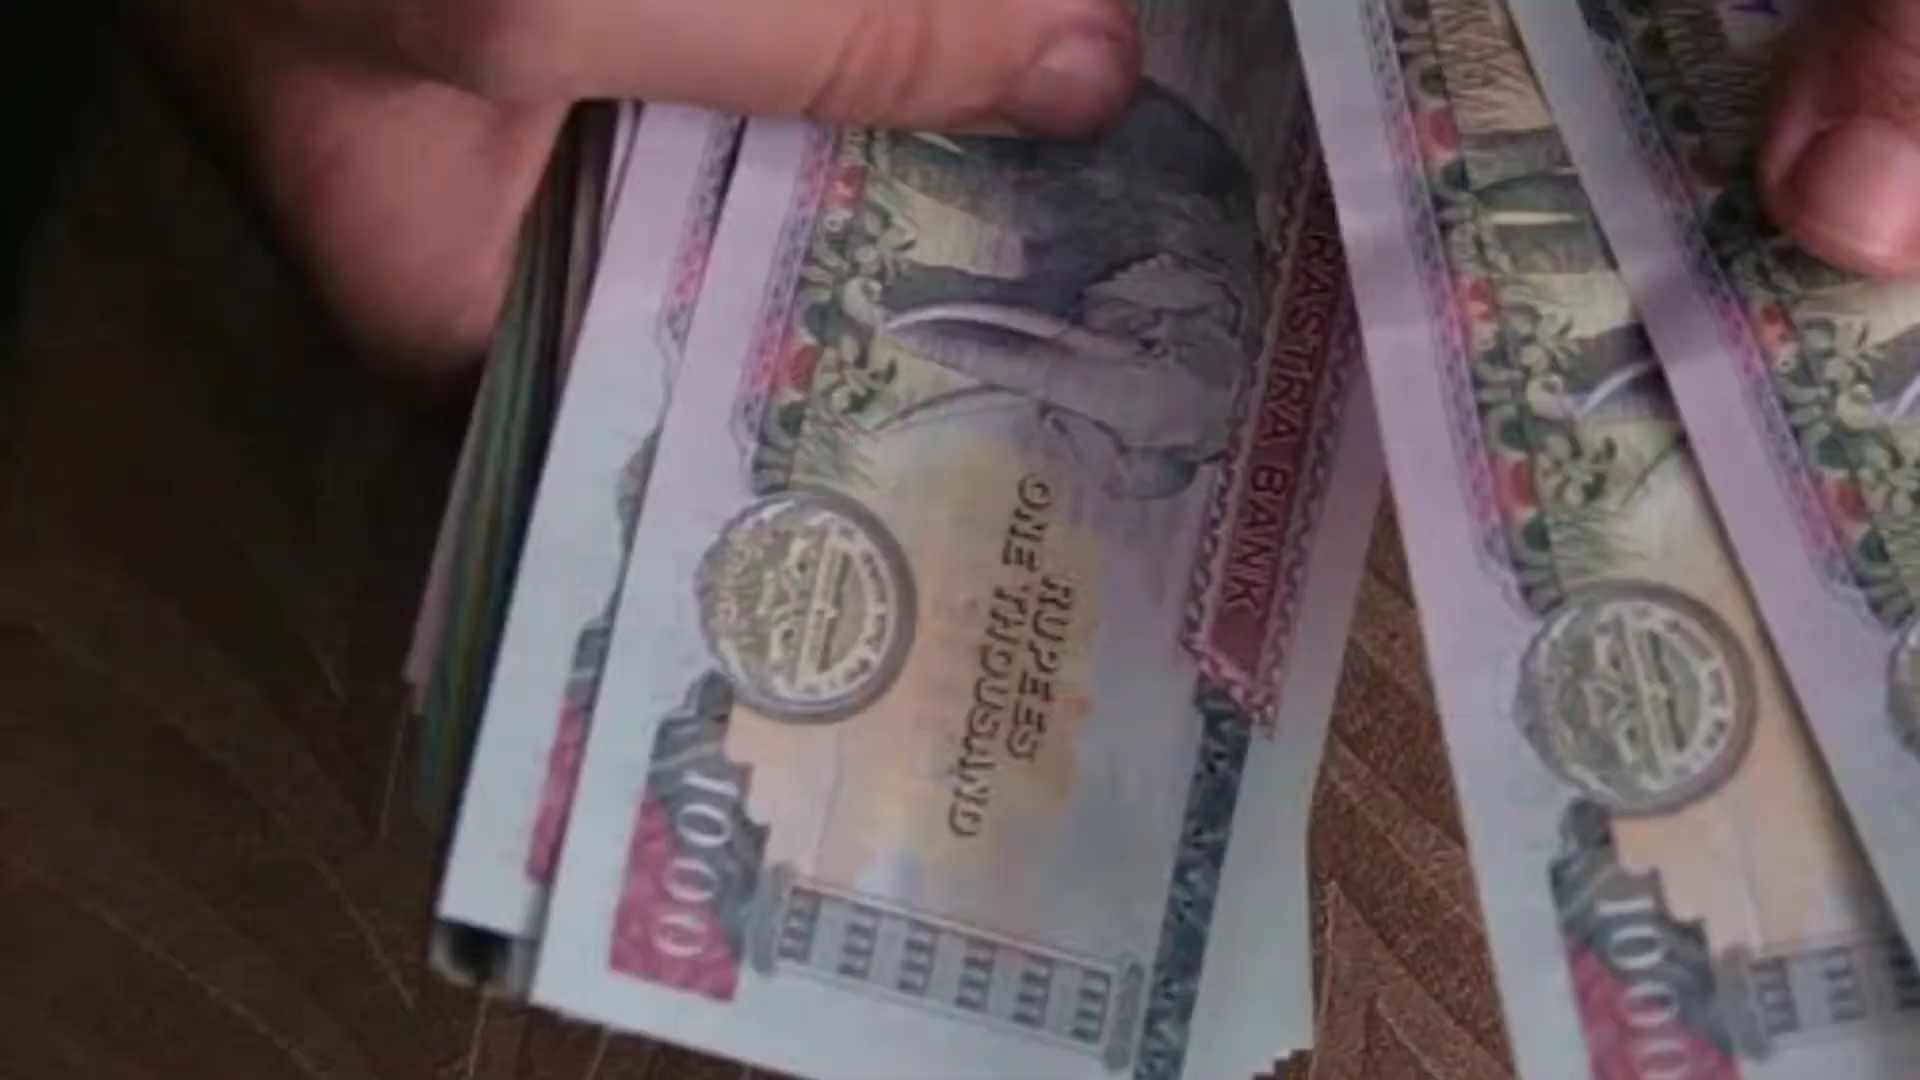 RASTRA BANK
RUPEES
ONE THOUSAND
1000
1000